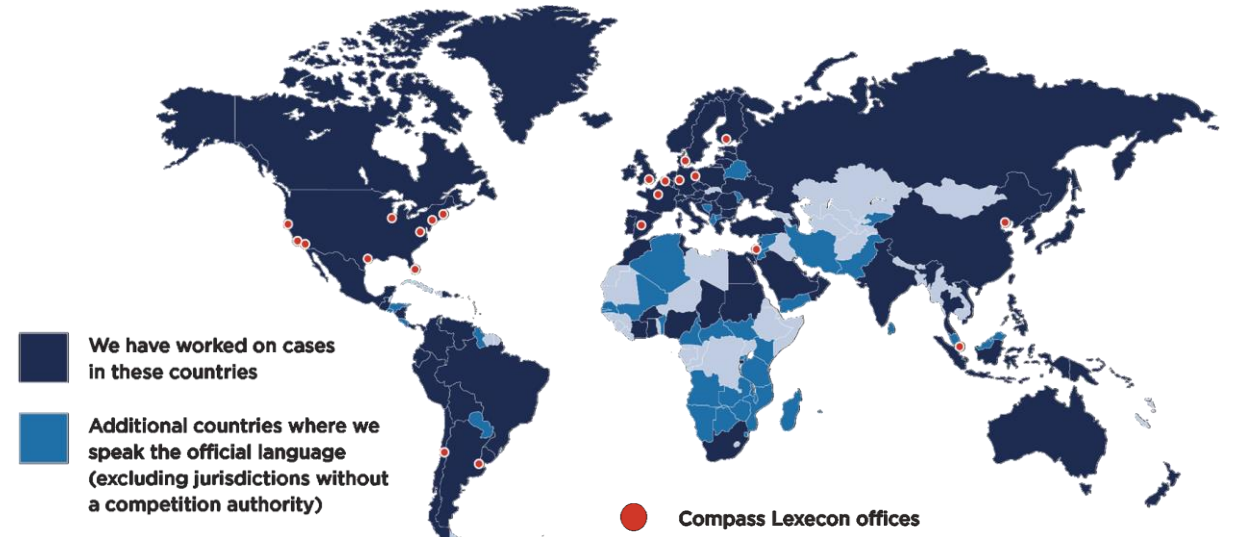 We have worked on cases
in these countries
Additional countries where we
speak the official language
(excluding jurisdictions without
a competition authority)
Compass Lexecon offices